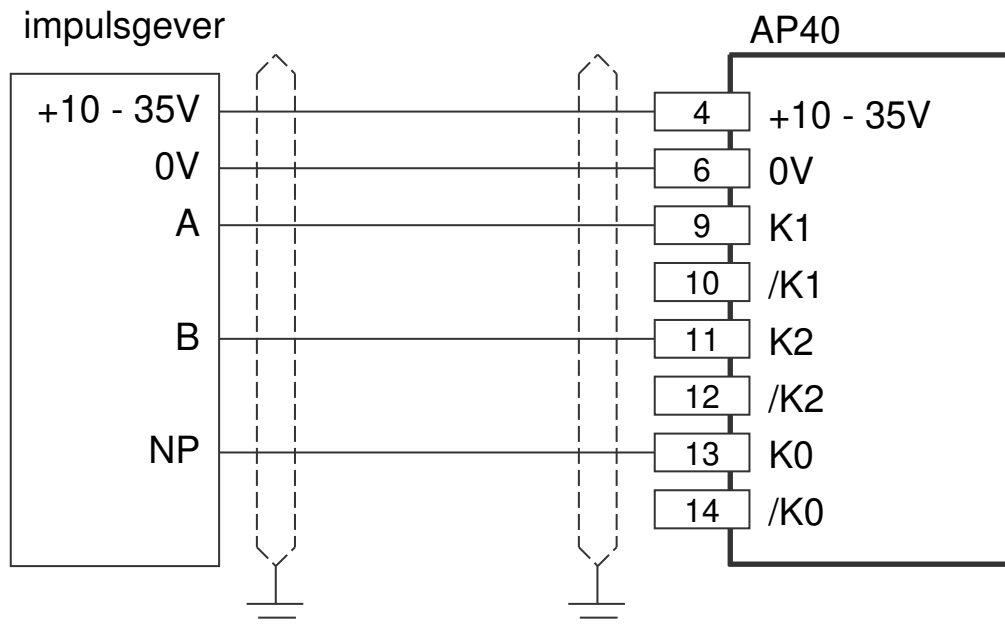 impulsgever
AP40
+10 - 35V 4 +10 - 35V
0V 6 0V
A 9 K1
10 /K1
B 11 K2
12 /K2
NP 13 K0
14 /K0